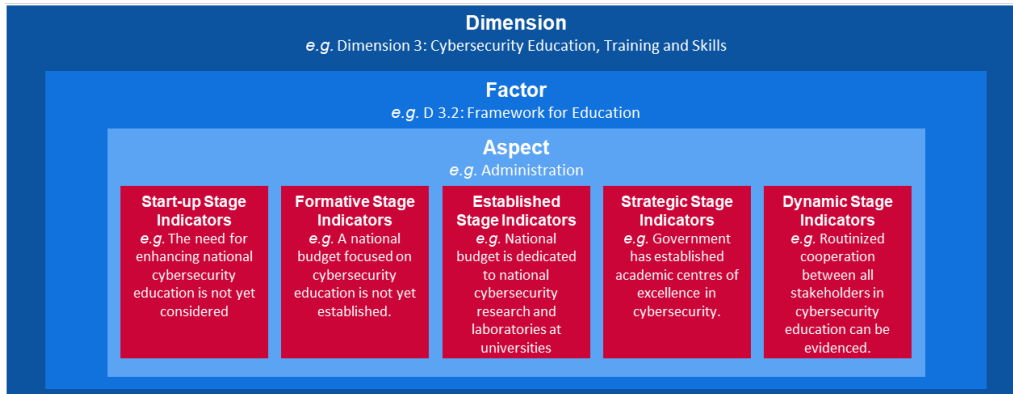 Dimension
e.g. Dimension 3: Cybersecurity Education, Training and Skills
Factor
e.g. D 3.2: Framework for Education
Aspect
e.g. Administration
Start-up Stage
Indicators
e.g. The need for
enhancing national
cybersecurity
education is not yet
considered
Formative Stage
Indicators
e.g. A national
budget focused on
cybersecurity
education is not yet
established.
Established
Stage Indicators
e.g. National
budget is dedicated
to national
cybersecurity
research and
laboratories at
universities
Strategic Stage
Indicators
e.g. Government
has established
academic centres of
excellence in
cybersecurity.
Dynamic Stage
Indicators
e.g. Routinized
cooperation
between all
stakeholders in
cybersecurity
education can be
evidenced.